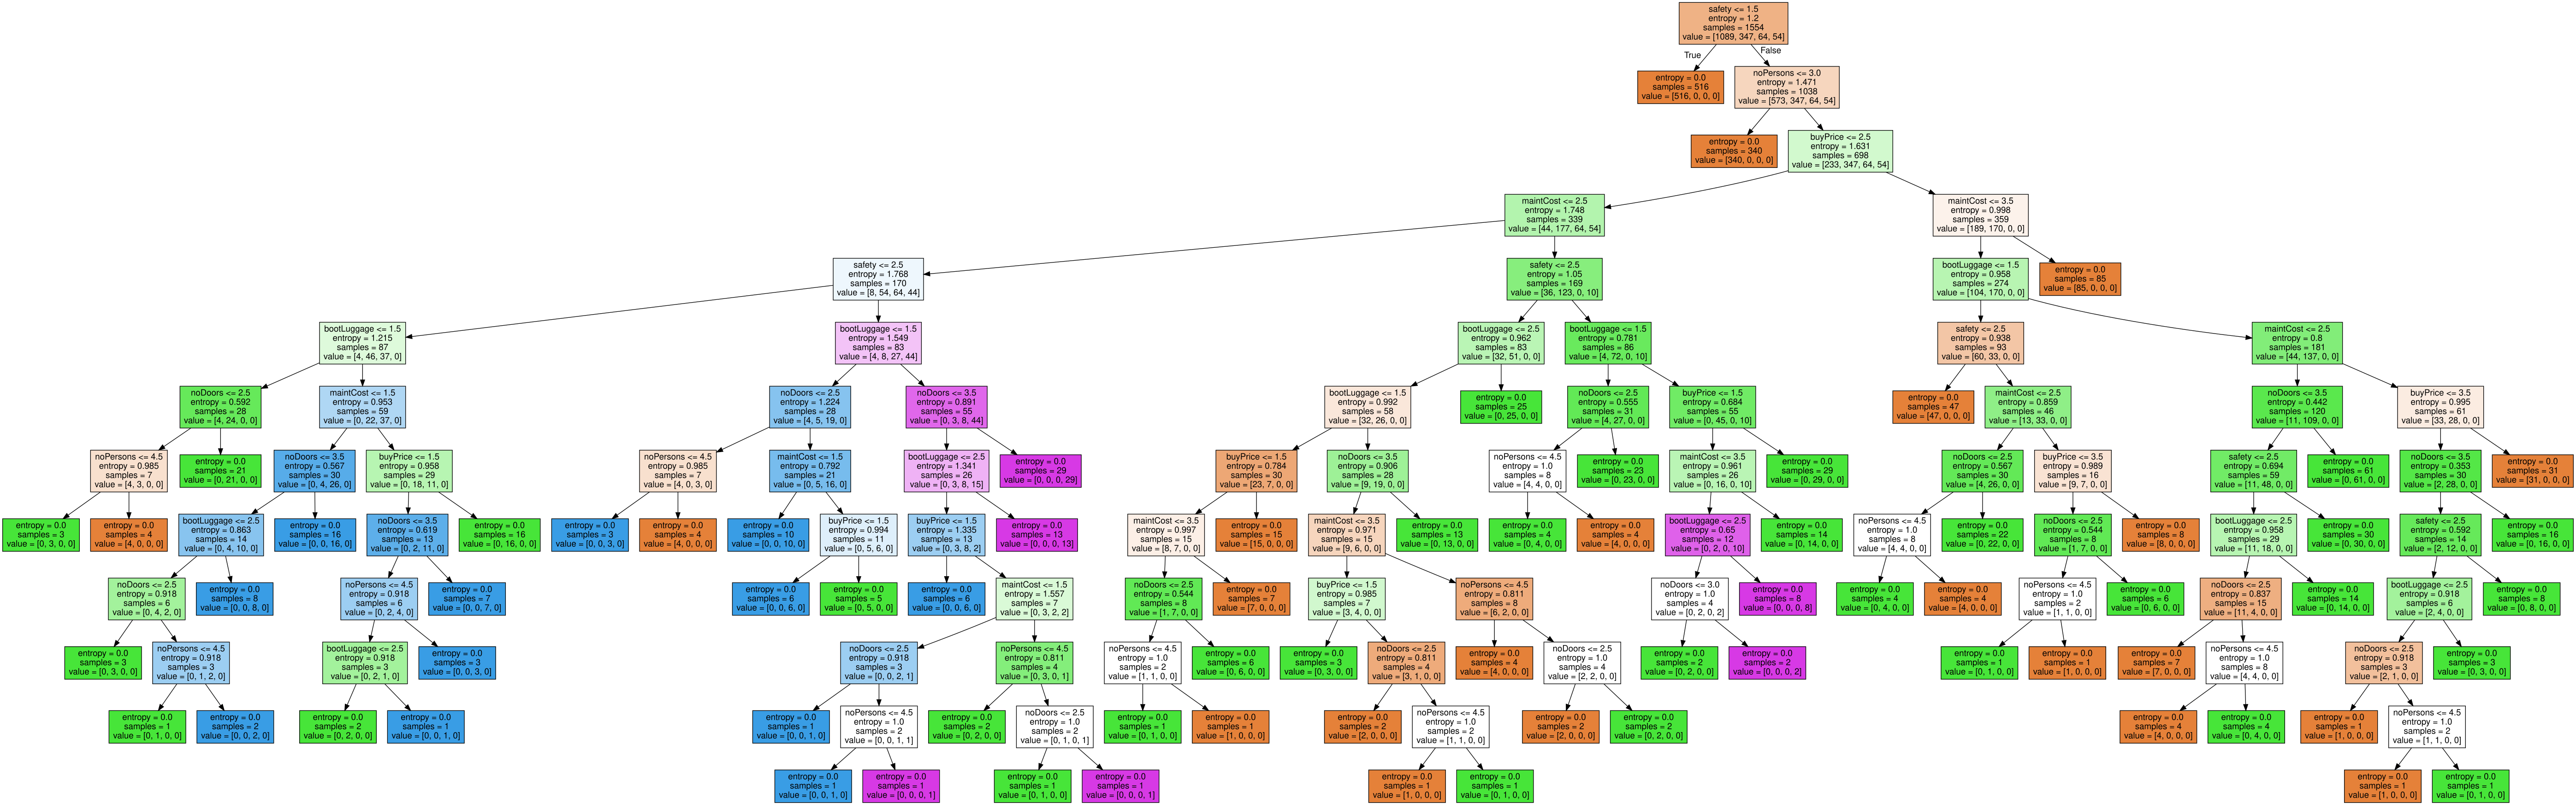 safety <= 1.5
entropy = 1.2
samples = 1554
value = [1089, 347, 64, 54]
True
False
entropy = 0.0
samples = 516
value = [516, 0, 0, 0]
noPersons <= 3.0
entropy = 1.471
samples = 1038
value = [573, 347, 64, 54]
entropy = 0.0
samples = 340
value = [340, 0, 0, 0]
buyPrice <= 2.5
entropy = 1.631
samples = 698
value = [233, 347, 64, 54]
maintCost <= 2.5
entropy = 1.748
samples = 339
value = [44, 177, 64, 54]
maintCost <= 3.5
entropy = 0.998
samples = 359
value = [189, 170, 0, 0]
safety <= 2.5
entropy = 1.768
samples = 170
value = [8, 54, 64, 44]
safety <= 2.5
entropy = 1.05
samples = 169
value = [36, 123, 0, 10]
bootLuggage <= 1.5
entropy = 0.958
samples = 274
value = [104, 170, 0, 0]
entropy = 0.0
samples = 85
value = [85, 0, 0, 0]
bootLuggage <= 1.5
entropy = 1.215
samples = 87
value = [4, 46, 37, 0]
bootLuggage <= 1.5
entropy = 1.549
samples = 83
value = [4, 8, 27, 44]
bootLuggage <= 2.5
entropy = 0.962
samples = 83
value = [32, 51, 0, 0]
bootLuggage <= 1.5
entropy = 0.781
samples = 86
value = [4, 72, 0, 10]
safety <= 2.5
entropy = 0.938
samples = 93
value = [60, 33, 0, 0]
maintCost <= 2.5
entropy = 0.8
samples = 181
value = [44, 137, 0, 0]
noDoors <= 2.5
entropy = 0.592
samples = 28
value = [4, 24, 0, 0]
maintCost <= 1.5
entropy = 0.953
samples = 59
value = [0, 22, 37, 0]
noDoors <= 2.5
entropy = 1.224
samples = 28
value = [4, 5, 19, 0]
noDoors <= 3.5
entropy = 0.891
samples = 55
value = [0, 3, 8, 44]
bootLuggage <= 1.5
entropy = 0.992
samples = 58
value = [32, 26, 0, 0]
entropy = 0.0
samples = 25
value = [0, 25, 0, 0]
noDoors <= 2.5
entropy = 0.555
samples = 31
value = [4, 27, 0, 0]
buyPrice <= 1.5
entropy = 0.684
samples = 55
value = [0, 45, 0, 10]
entropy = 0.0
samples = 47
value = [47, 0, 0, 0]
maintCost <= 2.5
entropy = 0.859
samples = 46
value = [13, 33, 0, 0]
noDoors <= 3.5
entropy = 0.442
samples = 120
value = [11, 109, 0, 0]
buyPrice <= 3.5
entropy = 0.995
samples = 61
value = [33, 28, 0, 0]
noPersons <= 4.5
entropy = 0.985
samples = 7
value = [4, 3, 0, 0]
entropy = 0.0
samples = 21
value = [0, 21, 0, 0]
noDoors <= 3.5
entropy = 0.567
samples = 30
value = [0, 4, 26, 0]
buyPrice <= 1.5
entropy = 0.958
samples = 29
value = [0, 18, 11, 0]
noPersons <= 4.5
entropy = 0.985
samples = 7
value = [4, 0, 3, 0]
maintCost <= 1.5
entropy = 0.792
samples = 21
value = [0, 5, 16, 0]
bootLuggage <= 2.5
entropy = 1.341
samples = 26
value = [0, 3, 8, 15]
entropy = 0.0
samples = 29
value = [0, 0, 0, 29]
buyPrice <= 1.5
entropy = 0.784
samples = 30
value = [23, 7, 0, 0]
noDoors <= 3.5
entropy = 0.906
samples = 28
value = [9, 19, 0, 0]
noPersons <= 4.5
entropy = 1.0
samples = 8
value = [4, 4, 0, 0]
entropy = 0.0
samples = 23
value = [0, 23, 0, 0]
maintCost <= 3.5
entropy = 0.961
samples = 26
value = [0, 16, 0, 10]
entropy = 0.0
samples = 29
value = [0, 29, 0, 0]
noDoors <= 2.5
entropy = 0.567
samples = 30
value = [4, 26, 0, 0]
buyPrice <= 3.5
entropy = 0.989
samples = 16
value = [9, 7, 0, 0]
safety <= 2.5
entropy = 0.694
samples = 59
value = [11, 48, 0, 0]
entropy = 0.0
samples = 61
value = [0, 61, 0, 0]
noDoors <= 3.5
entropy = 0.353
samples = 30
value = [2, 28, 0, 0]
entropy = 0.0
samples = 31
value = [31, 0, 0, 0]
entropy = 0.0
samples = 3
value = [0, 3, 0, 0]
entropy = 0.0
samples = 4
value = [4, 0, 0, 0]
bootLuggage <= 2.5
entropy = 0.863
samples = 14
value = [0, 4, 10, 0]
entropy = 0.0
samples = 16
value = [0, 0, 16, 0]
noDoors <= 3.5
entropy = 0.619
samples = 13
value = [0, 2, 11, 0]
entropy = 0.0
samples = 16
value = [0, 16, 0, 0]
entropy = 0.0
samples = 3
value = [0, 0, 3, 0]
entropy = 0.0
samples = 4
value = [4, 0, 0, 0]
entropy = 0.0
samples = 10
value = [0, 0, 10, 0]
buyPrice <= 1.5
entropy = 0.994
samples = 11
value = [0, 5, 6, 0]
buyPrice <= 1.5
entropy = 1.335
samples = 13
value = [0, 3, 8, 2]
entropy = 0.0
samples = 13
value = [0, 0, 0, 13]
maintCost <= 3.5
entropy = 0.997
samples = 15
value = [8, 7, 0, 0]
entropy = 0.0
samples = 15
value = [15, 0, 0, 0]
maintCost <= 3.5
entropy = 0.971
samples = 15
value = [9, 6, 0, 0]
entropy = 0.0
samples = 13
value = [0, 13, 0, 0]
entropy = 0.0
samples = 4
value = [0, 4, 0, 0]
entropy = 0.0
samples = 4
value = [4, 0, 0, 0]
bootLuggage <= 2.5
entropy = 0.65
samples = 12
value = [0, 2, 0, 10]
entropy = 0.0
samples = 14
value = [0, 14, 0, 0]
noPersons <= 4.5
entropy = 1.0
samples = 8
value = [4, 4, 0, 0]
entropy = 0.0
samples = 22
value = [0, 22, 0, 0]
noDoors <= 2.5
entropy = 0.544
samples = 8
value = [1, 7, 0, 0]
entropy = 0.0
samples = 8
value = [8, 0, 0, 0]
bootLuggage <= 2.5
entropy = 0.958
samples = 29
value = [11, 18, 0, 0]
entropy = 0.0
samples = 30
value = [0, 30, 0, 0]
safety <= 2.5
entropy = 0.592
samples = 14
value = [2, 12, 0, 0]
entropy = 0.0
samples = 16
value = [0, 16, 0, 0]
noDoors <= 2.5
entropy = 0.918
samples = 6
value = [0, 4, 2, 0]
entropy = 0.0
samples = 8
value = [0, 0, 8, 0]
noPersons <= 4.5
entropy = 0.918
samples = 6
value = [0, 2, 4, 0]
entropy = 0.0
samples = 7
value = [0, 0, 7, 0]
entropy = 0.0
samples = 6
value = [0, 0, 6, 0]
entropy = 0.0
samples = 5
value = [0, 5, 0, 0]
entropy = 0.0
samples = 6
value = [0, 0, 6, 0]
maintCost <= 1.5
entropy = 1.557
samples = 7
value = [0, 3, 2, 2]
noDoors <= 2.5
entropy = 0.544
samples = 8
value = [1, 7, 0, 0]
entropy = 0.0
samples = 7
value = [7, 0, 0, 0]
buyPrice <= 1.5
entropy = 0.985
samples = 7
value = [3, 4, 0, 0]
noPersons <= 4.5
entropy = 0.811
samples = 8
value = [6, 2, 0, 0]
noDoors <= 3.0
entropy = 1.0
samples = 4
value = [0, 2, 0, 2]
entropy = 0.0
samples = 8
value = [0, 0, 0, 8]
entropy = 0.0
samples = 4
value = [0, 4, 0, 0]
entropy = 0.0
samples = 4
value = [4, 0, 0, 0]
noPersons <= 4.5
entropy = 1.0
samples = 2
value = [1, 1, 0, 0]
entropy = 0.0
samples = 6
value = [0, 6, 0, 0]
noDoors <= 2.5
entropy = 0.837
samples = 15
value = [11, 4, 0, 0]
entropy = 0.0
samples = 14
value = [0, 14, 0, 0]
bootLuggage <= 2.5
entropy = 0.918
samples = 6
value = [2, 4, 0, 0]
entropy = 0.0
samples = 8
value = [0, 8, 0, 0]
entropy = 0.0
samples = 3
value = [0, 3, 0, 0]
noPersons <= 4.5
entropy = 0.918
samples = 3
value = [0, 1, 2, 0]
bootLuggage <= 2.5
entropy = 0.918
samples = 3
value = [0, 2, 1, 0]
entropy = 0.0
samples = 3
value = [0, 0, 3, 0]
noDoors <= 2.5
entropy = 0.918
samples = 3
value = [0, 0, 2, 1]
noPersons <= 4.5
entropy = 0.811
samples = 4
value = [0, 3, 0, 1]
noPersons <= 4.5
entropy = 1.0
samples = 2
value = [1, 1, 0, 0]
entropy = 0.0
samples = 6
value = [0, 6, 0, 0]
entropy = 0.0
samples = 3
value = [0, 3, 0, 0]
noDoors <= 2.5
entropy = 0.811
samples = 4
value = [3, 1, 0, 0]
entropy = 0.0
samples = 4
value = [4, 0, 0, 0]
noDoors <= 2.5
entropy = 1.0
samples = 4
value = [2, 2, 0, 0]
entropy = 0.0
samples = 2
value = [0, 2, 0, 0]
entropy = 0.0
samples = 2
value = [0, 0, 0, 2]
entropy = 0.0
samples = 1
value = [0, 1, 0, 0]
entropy = 0.0
samples = 1
value = [1, 0, 0, 0]
entropy = 0.0
samples = 7
value = [7, 0, 0, 0]
noPersons <= 4.5
entropy = 1.0
samples = 8
value = [4, 4, 0, 0]
noDoors <= 2.5
entropy = 0.918
samples = 3
value = [2, 1, 0, 0]
entropy = 0.0
samples = 3
value = [0, 3, 0, 0]
entropy = 0.0
samples = 1
value = [0, 1, 0, 0]
entropy = 0.0
samples = 2
value = [0, 0, 2, 0]
entropy = 0.0
samples = 2
value = [0, 2, 0, 0]
entropy = 0.0
samples = 1
value = [0, 0, 1, 0]
entropy = 0.0
samples = 1
value = [0, 0, 1, 0]
noPersons <= 4.5
entropy = 1.0
samples = 2
value = [0, 0, 1, 1]
entropy = 0.0
samples = 2
value = [0, 2, 0, 0]
noDoors <= 2.5
entropy = 1.0
samples = 2
value = [0, 1, 0, 1]
entropy = 0.0
samples = 1
value = [0, 1, 0, 0]
entropy = 0.0
samples = 1
value = [1, 0, 0, 0]
entropy = 0.0
samples = 2
value = [2, 0, 0, 0]
noPersons <= 4.5
entropy = 1.0
samples = 2
value = [1, 1, 0, 0]
entropy = 0.0
samples = 2
value = [2, 0, 0, 0]
entropy = 0.0
samples = 2
value = [0, 2, 0, 0]
entropy = 0.0
samples = 4
value = [4, 0, 0, 0]
entropy = 0.0
samples = 4
value = [0, 4, 0, 0]
entropy = 0.0
samples = 1
value = [1, 0, 0, 0]
noPersons <= 4.5
entropy = 1.0
samples = 2
value = [1, 1, 0, 0]
entropy = 0.0
samples = 1
value = [0, 0, 1, 0]
entropy = 0.0
samples = 1
value = [0, 0, 0, 1]
entropy = 0.0
samples = 1
value = [0, 1, 0, 0]
entropy = 0.0
samples = 1
value = [0, 0, 0, 1]
entropy = 0.0
samples = 1
value = [1, 0, 0, 0]
entropy = 0.0
samples = 1
value = [0, 1, 0, 0]
entropy = 0.0
samples = 1
value = [1, 0, 0, 0]
entropy = 0.0
samples = 1
value = [0, 1, 0, 0]